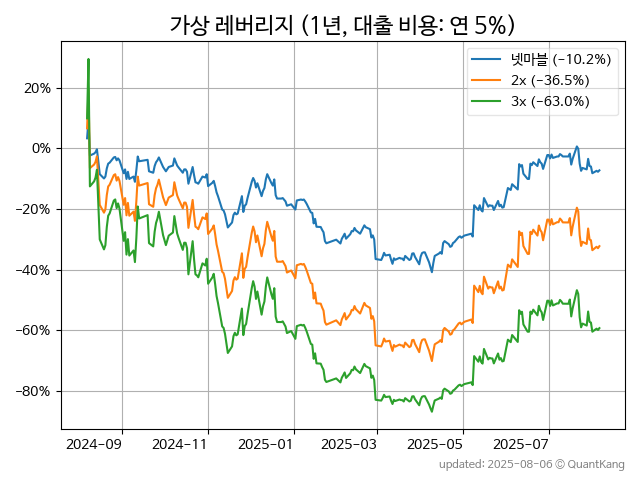 가상 레버리지 (1년, 대출 비용: 연 5%)
넷마블 (−10.2%)
2x (−36.5%)
3x (−63.0%)
20%
0%
−20%
−40%
−60%
−80%
2024-09 2024-11 2025-01 2025-03 2025-05 2025-07
updated: 2025-08-06 © QuantKang